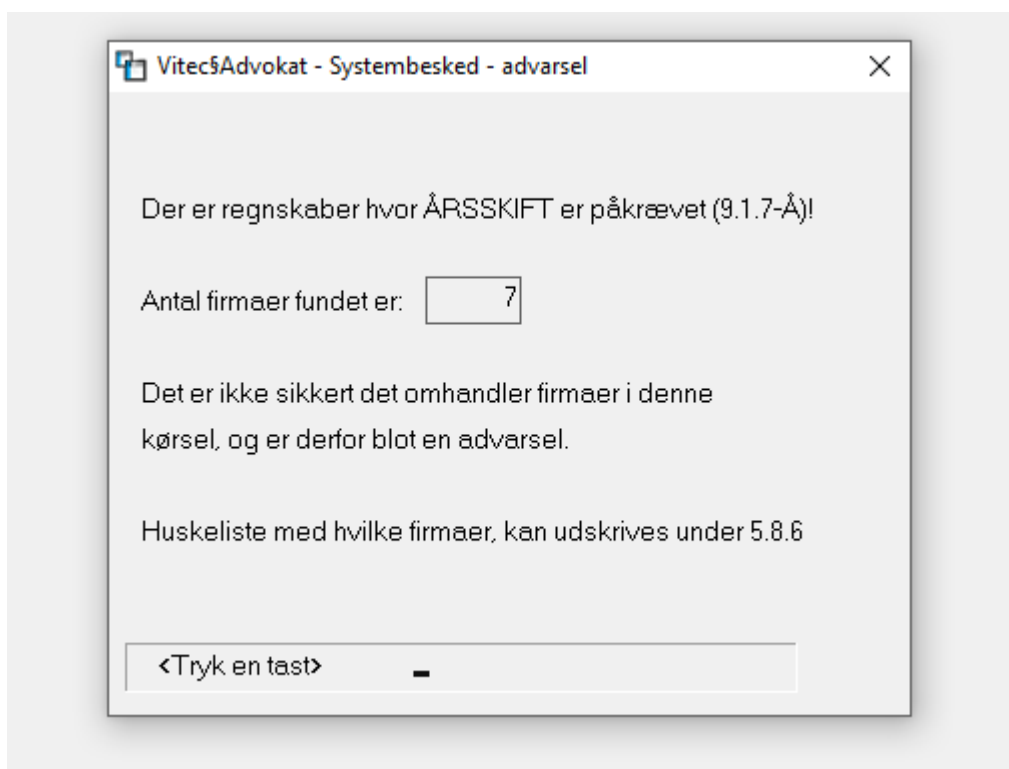 Vitec§Advokat - Systembesked - advarsel
Der er regnskaber hvor ÅRSSKIFT er påkrævet (9.1.7-Å)!
Antal firmaer fundet er: 7
Det er ikke sikkert det omhandler firmaer i denne
kørsel, og er derfor blot en advarsel.
Huskeliste med hvilke firmaer, kan udskrives under 5.8.6
<Tryk en tast>